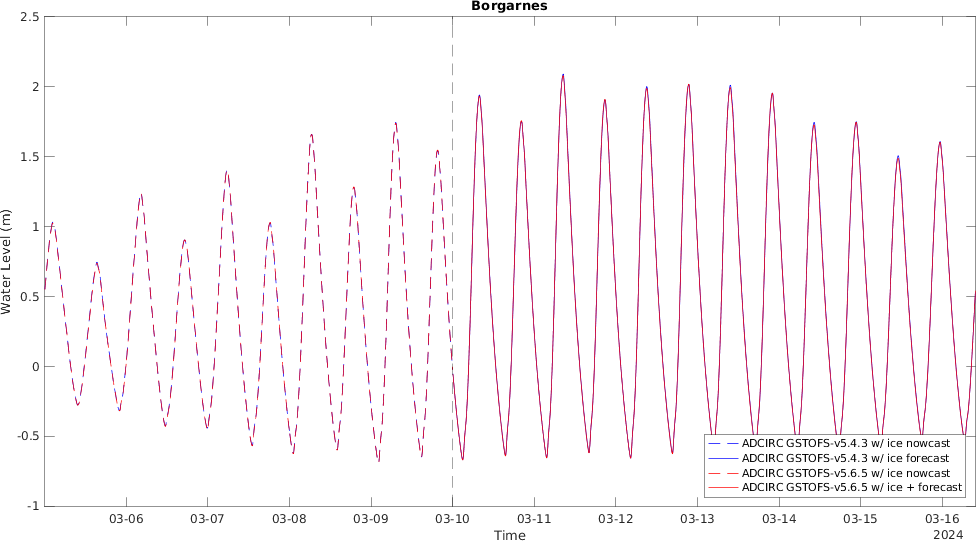 Borgarnes
2.5
2
1.5
1
0.5
0
-0.5
-1
Water Level (m)
ADCIRC GSTOFS-v5.4.3 w/ ice nowcast
ADCIRC GSTOFS-v5.4.3 w/ ice forecast
ADCIRC GSTOFS-v5.6.5 w/ ice nowcast
ADCIRC GSTOFS-v5.6.5 w/ ice + forecast
03-06 03-07 03-08 03-09 03-10 03-11 03-12 03-13 03-14 03-15 03-16
Time
2024